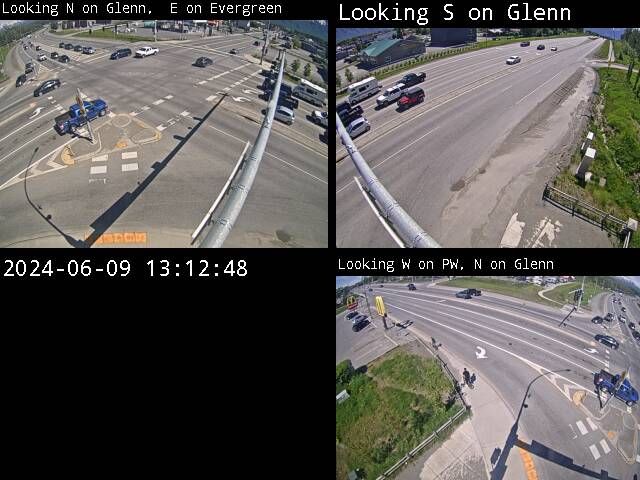 Looking N on Glenn, E on Evergreen
Looking S on Glenn
2024-06-09 13:12:48
Looking W on PW, N on Glenn